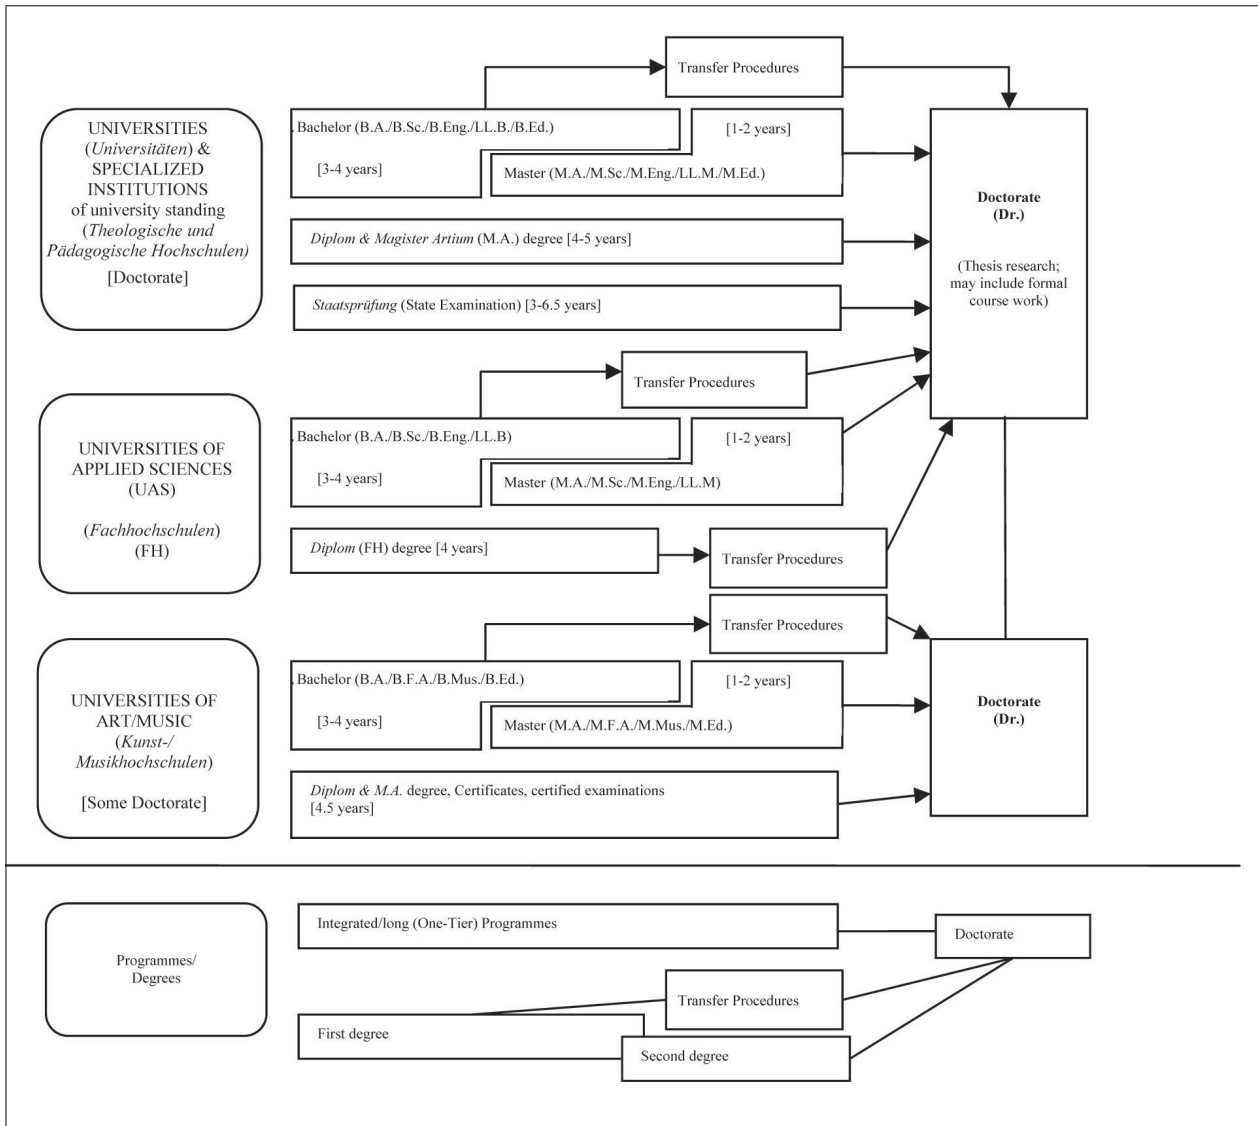 Transfer Procedures
UNIVERSITIES
(Universitäten) &
SPECIALIZED
INSTITUTIONS
of university standing
(Theologische und
Pädagogische Hochschulen)
[Doctorate]
. Bachelor (B.A./B.Sc./B.Eng./LL.B./B.Ed.)
[3-4 years]
[1-2 years]
Master (M.A./M.Sc./M.Eng./LL.M./M.Ed.)
Diplom & Magister Artium (M.A.) degree [4-5 years]
Staatsprüfung (State Examination) [3-6.5 years]
Doctorate
(Dr.)
(Thesis research;
may include formal
course work)
Transfer Procedures
UNIVERSITIES OF
APPLIED SCIENCES
(UAS)
(Fachhochschulen)
(FH)
. Bachelor (B.A./B.Sc./B.Eng./LL.B)
[3-4 years]
[1-2 years]
Master (M.A./M.Sc./M.Eng./LL.M)
Diplom (FH) degree [4 years]
Transfer Procedures
Transfer Procedures
UNIVERSITIES OF
ART/MUSIC
(Kunst-/
Musikhochschulen)
[Some Doctorate]
. Bachelor (B.A./B.F.A./B.Mus./B.Ed.)
[3-4 years]
[1-2 years]
Master (M.A./M.F.A./M.Mus./M.Ed.)
Diplom & M.A. degree, Certificates, certified examinations
[4.5 years]
Doctorate
(Dr.)
Programmes/
Degrees
Integrated/long (One-Tier) Programmes
Doctorate
Transfer Procedures
First degree
Second degree